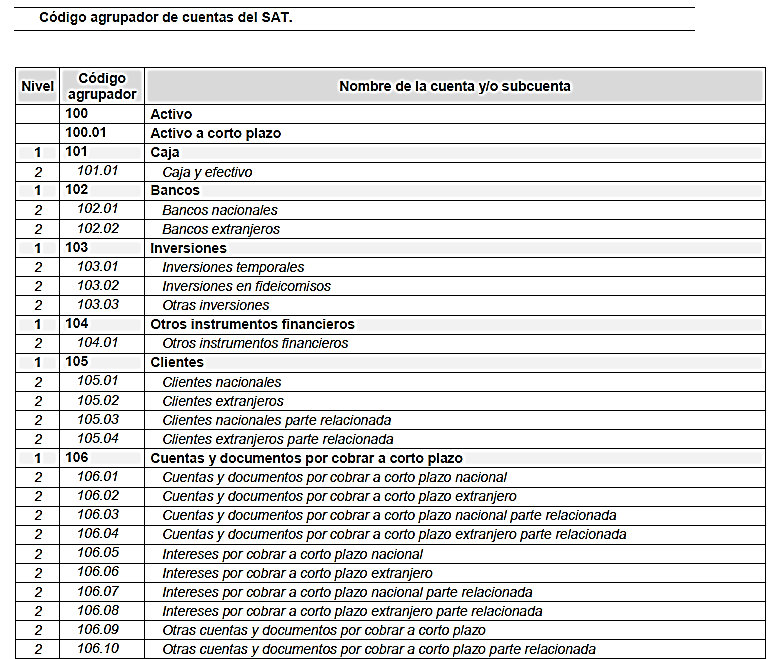 Código agrupador de cuentas del SAT.
Nivel Código agrupador Nombre de la cuenta y/o subcuenta
100 Activo
100.01 Activo a corto plazo
1 101 Caja
2 101.01 Caja y efectivo
1 102 Bancos
2 102.01 Bancos nacionales
2 102.02 Bancos extranjeros
1 103 Inversiones
2 103.01 Inversiones temporales
2 103.02 Inversiones en fideicomisos
2 103.03 Otras inversiones
1 104 Otros instrumentos financieros
2 104.01 Otros instrumentos financieros
1 105 Clientes
2 105.01 Clientes nacionales
2 105.02 Clientes extranjeros
2 105.03 Clientes nacionales parte relacionada
2 105.04 Clientes extranjeros parte relacionada
1 106 Cuentas y documentos por cobrar a corto plazo
2 106.01 Cuentas y documentos por cobrar a corto plazo nacional
2 106.02 Cuentas y documentos por cobrar a corto plazo extranjero
2 106.03 Cuentas y documentos por cobrar a corto plazo nacional parte relacionada
2 106.04 Cuentas y documentos por cobrar a corto plazo extranjero parte relacionada
2 106.05 Intereses por cobrar a corto plazo nacional
2 106.06 Intereses por cobrar a corto plazo extranjero
2 106.07 Intereses por cobrar a corto plazo nacional parte relacionada
2 106.08 Intereses por cobrar a corto plazo extranjero parte relacionada
2 106.09 Otras cuentas y documentos por cobrar a corto plazo
2 106.10 Otras cuentas y documentos por cobrar a corto plazo parte relacionada